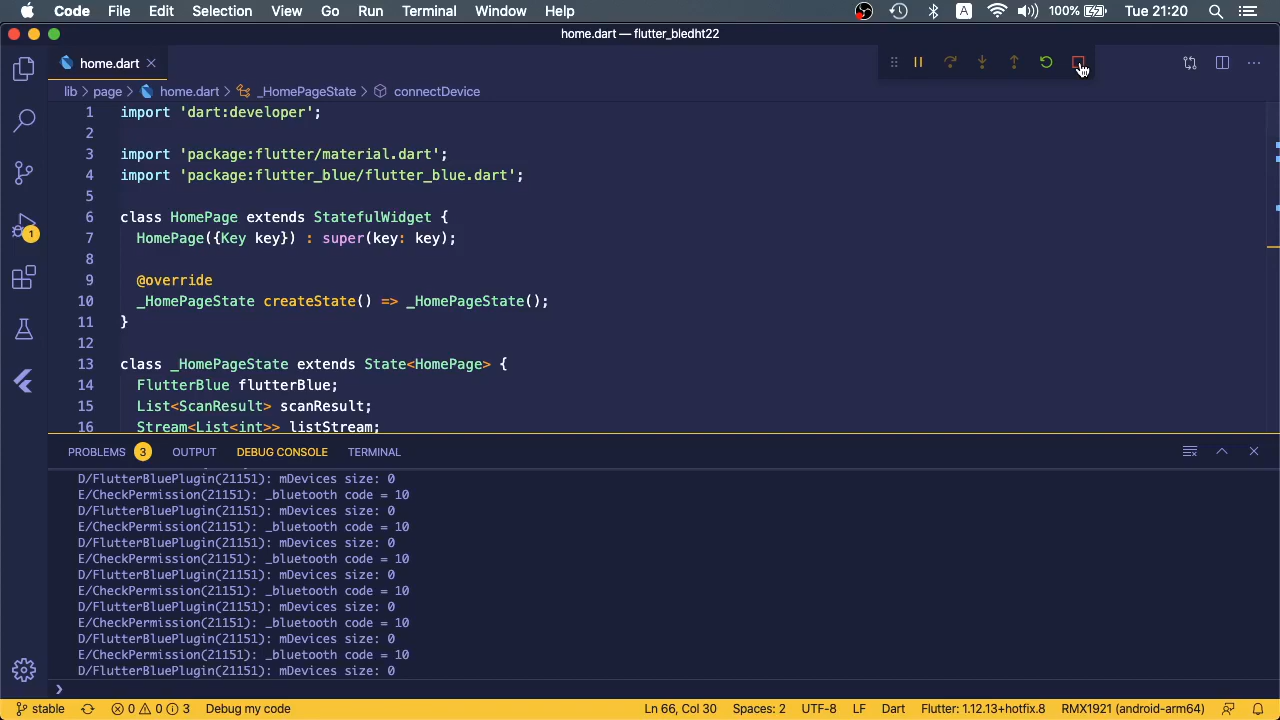 Code File Edit Selection View Go Run Terminal Window Help A 100% Tue 21:20
home.dart — flutter_bledht22
home.dart
lib > page > home.dart > _HomePageState > connectDevice
1 import 'dart:developer';
2
3 import 'package:flutter/material.dart';
4 import 'package:flutter_blue/flutter_blue.dart';
5
6 class HomePage extends StatefulWidget {
7 HomePage({Key key}) : super(key: key);
8
9 @override
10 _HomePageState createState() => _HomePageState();
11 }
12
13 class _HomePageState extends State<HomePage> {
14 FlutterBlue flutterBlue;
15 List<ScanResult> scanResult;
16 Stream<List<int>> listStream;
1
PROBLEMS 3 OUTPUT DEBUG CONSOLE TERMINAL
D/FlutterBluePlugin(21151): mDevices size: 0
E/CheckPermission(21151): _bluetooth code = 10
D/FlutterBluePlugin(21151): mDevices size: 0
E/CheckPermission(21151): _bluetooth code = 10
D/FlutterBluePlugin(21151): mDevices size: 0
E/CheckPermission(21151): _bluetooth code = 10
D/FlutterBluePlugin(21151): mDevices size: 0
E/CheckPermission(21151): _bluetooth code = 10
D/FlutterBluePlugin(21151): mDevices size: 0
E/CheckPermission(21151): _bluetooth code = 10
D/FlutterBluePlugin(21151): mDevices size: 0
E/CheckPermission(21151): _bluetooth code = 10
D/FlutterBluePlugin(21151): mDevices size: 0
stable 0 0 3 Debug my code Ln 66, Col 30 Spaces: 2 UTF-8 LF Dart Flutter: 1.12.13+hotfix.8 RMX1921 (android-arm64)